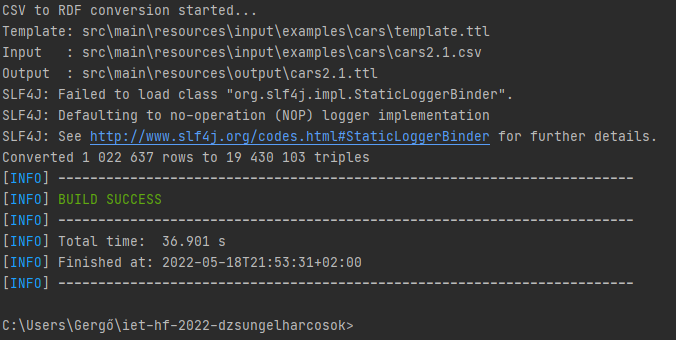 CSV to RDF conversion started...
Template: src\main\resources\input\examples\cars\template.ttl
Input   : src\main\resources\input\examples\cars\cars2.1.csv
Output  : src\main\resources\output\cars2.1.ttl
SLF4J: Failed to load class "org.slf4j.impl.StaticLoggerBinder".
SLF4J: Defaulting to no-operation (NOP) logger implementation
SLF4J: See http://www.slf4j.org/codes.html#StaticLoggerBinder for further details.
Converted 1 022 637 rows to 19 430 103 triples
[INFO] ------------------------------------------------------------------------
[INFO] BUILD SUCCESS
[INFO] ------------------------------------------------------------------------
[INFO] Total time:  36.901 s
[INFO] Finished at: 2022-05-18T21:53:31+02:00
[INFO] ------------------------------------------------------------------------
C:\Users\Gergő\iet-hf-2022-dzsungelharcosok>